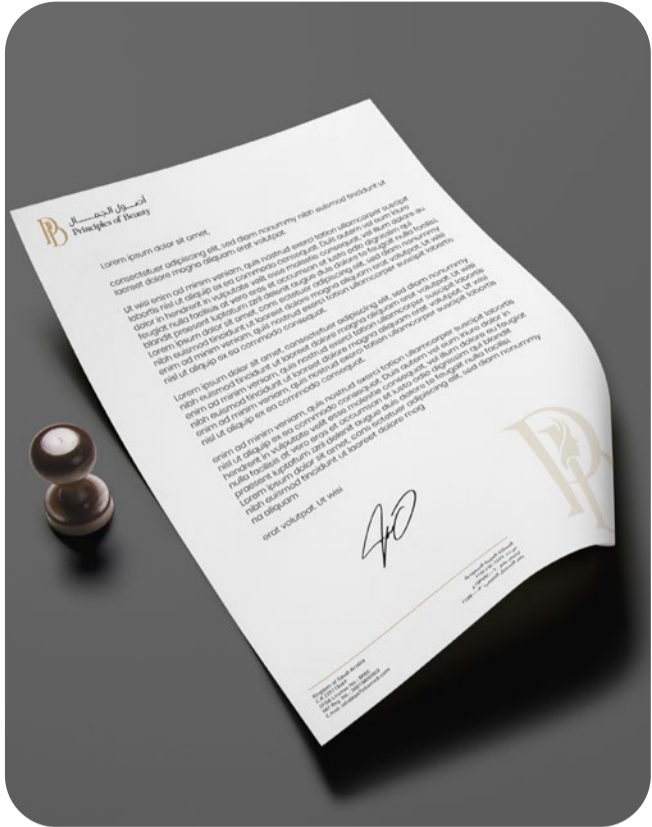 أصول الجمال
Principles of Beauty
Lorem ipsum dolor sit amet,
consectetuer adipiscing elit, sed diam nonummy nibh euismod tincidunt ut
laoreet dolore magna aliquam erat volutpat.
Ut wisi enim ad minim veniam, quis nostrud exerci tation ullamcorper suscipit
lobortis nisl ut aliquip ex ea commodo consequat. Duis autem vel eum iriure
dolor in hendrerit in vulputate velit esse molestie consequat, vel illum dolore eu
feugiat nulla facilisis at vero eros et accumsan et iusto odio dignissim qui
blandit praesent luptatum zzril delenit augue duis dolore te feugait nulla facilisi.
Lorem ipsum dolor sit amet, cons ectetuer adipiscing elit, sed diam nonummy
nibh euismod tincidunt ut laoreet dolore magna aliquam erat volutpat. Ut wisi
enim ad minim veniam, quis nostrud exerci tation ullamcorper suscipit lobortis
nisl ut aliquip ex ea commodo consequat.
Lorem ipsum dolor sit amet, consectetuer adipiscing elit, sed diam nonummy
nibh euismod tincidunt ut laoreet dolore magna aliquam erat volutpat. Ut wisi
enim ad minim veniam, quis nostrud exerci tation ullamcorper suscipit lobortis
nibh euismod tincidunt ut laoreet dolore magna aliquam erat volutpat. Ut wisi
enim ad minim veniam, quis nostrud exerci tation ullamcorper suscipit lobortis
nisl ut aliquip ex ea commodo consequat.
enim ad minim veniam, quis nostrud exerci tation ullamcorper suscipit lobortis
nisl ut aliquip ex ea commodo consequat. Duis autem vel eum iriure dolor in
hendrerit in vulputate velit esse molestie consequat, vel illum dolore eu feugiat
nulla facilisis at vero eros et accumsan et iusto odio dignissim qui blandit
praesent luptatum zzril delenit augue duis dolore te feugait nulla facilisi.
Lorem ipsum dolor sit amet, cons ectetuer adipiscing elit, sed diam nonummy
nibh euismod tincidunt ut laoreet dolore mag
na aliquam
erat volutpat. Ut wisi
Kingdom of Saudi Arabia